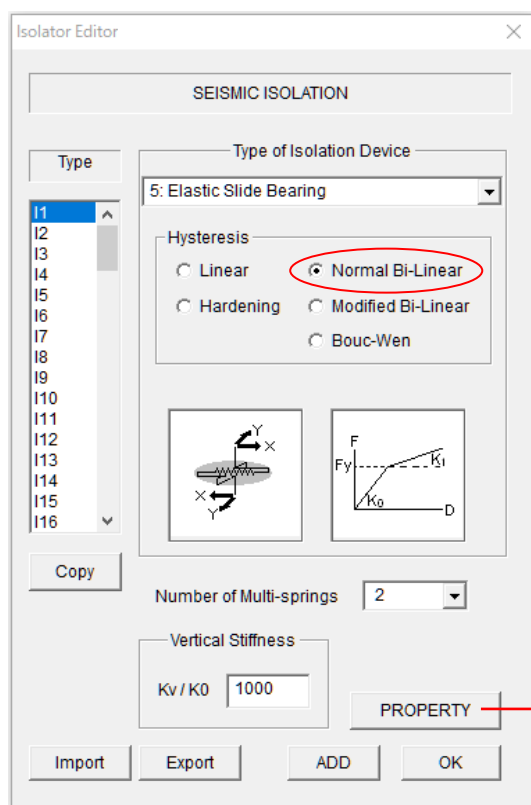 Isolator Editor
SEISMIC ISOLATION
Type
I1
I2
I3
I4
I5
I6
I7
I8
I9
I10
I11
I12
I13
I14
I15
I16
Copy
Type of Isolation Device
5: Elastic Slide Bearing
Hysteresis
Linear
Normal Bi-Linear
Hardening
Modified Bi-Linear
Bouc-Wen
Y
X
X
Y
F
Fy
K1
K0
D
Number of Multi-springs 2
Vertical Stiffness
Kv / K0 1000
PROPERTY
Import Export ADD OK